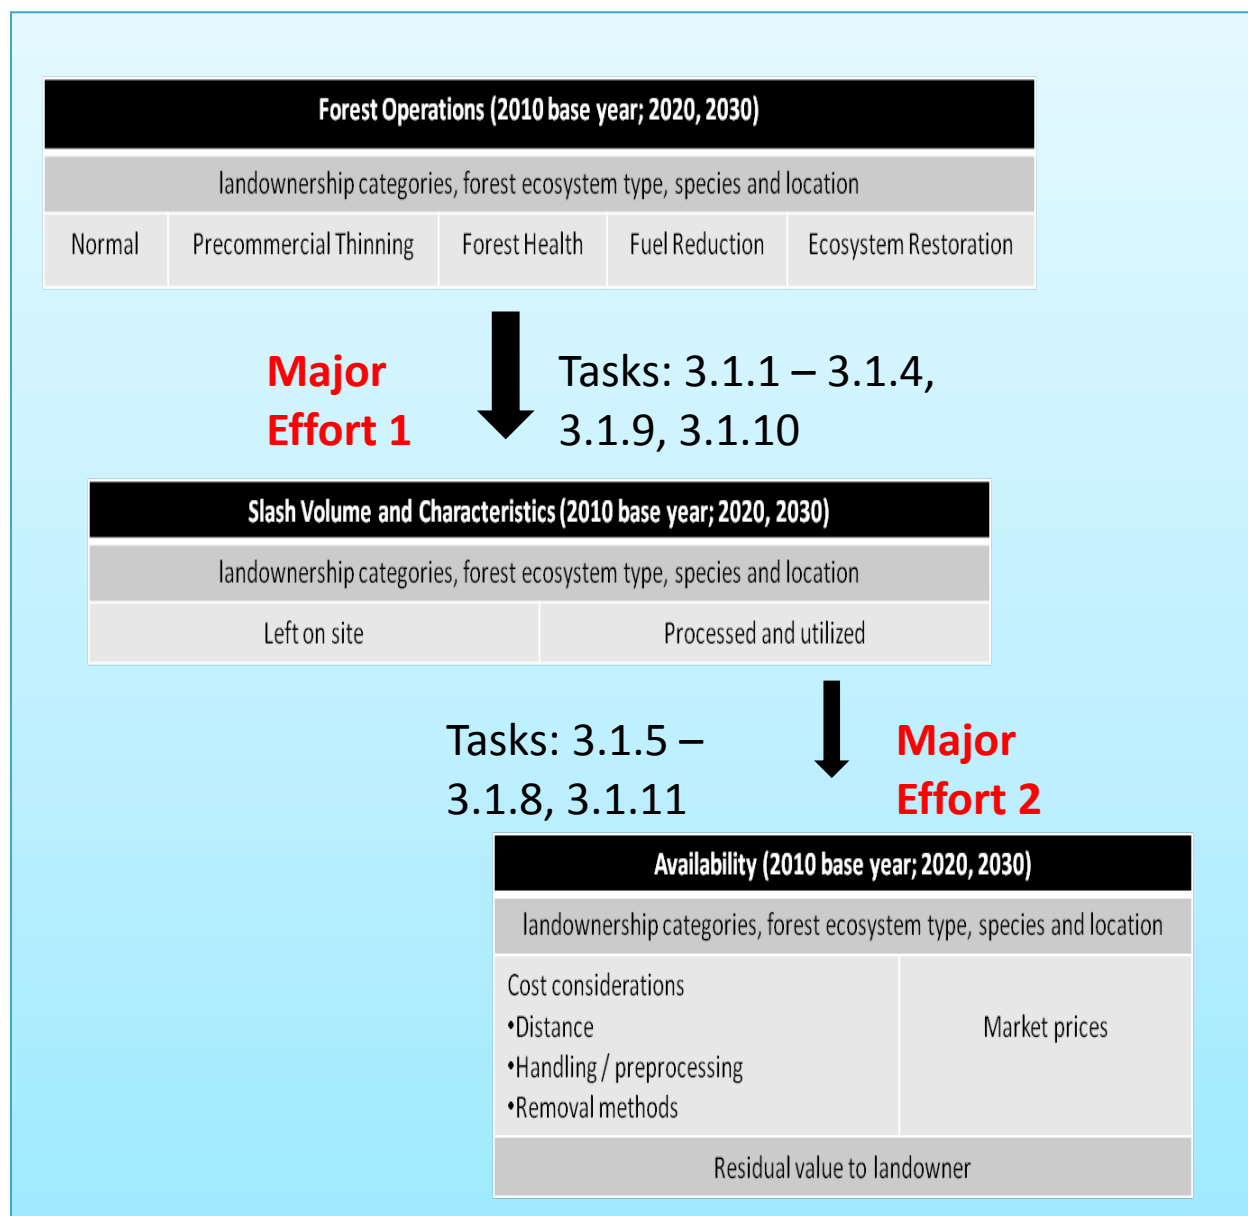 Forest Operations (2010 base year; 2020, 2030)
landownership categories, forest ecosystem type, species and location
Normal
Precommercial Thinning
Forest Health
Fuel Reduction
Ecosystem Restoration
Major
Effort 1
Tasks: 3.1.1 – 3.1.4,
3.1.9, 3.1.10
Slash Volume and Characteristics (2010 base year; 2020, 2030)
landownership categories, forest ecosystem type, species and location
Left on site
Processed and utilized
Tasks: 3.1.5 –
3.1.8, 3.1.11
Major
Effort 2
Availability (2010 base year; 2020, 2030)
landownership categories, forest ecosystem type, species and location
Cost considerations
•Distance
•Handling / preprocessing
•Removal methods
Market prices
Residual value to landowner